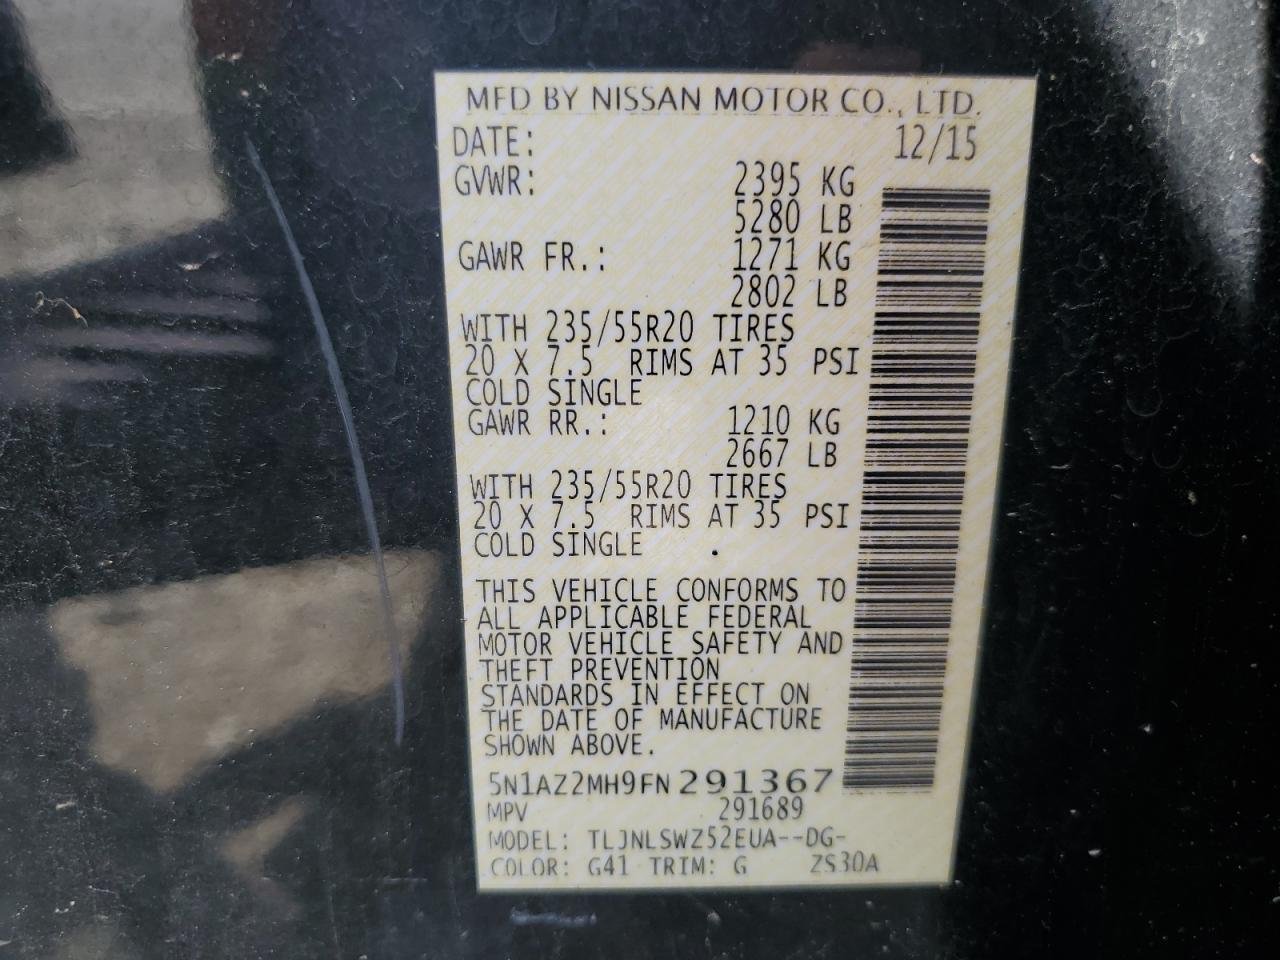 MFD BY NISSAN MOTOR CO., LTD.
DATE: 12/15
GVWR: 2395 KG
5280 LB
GAWR FR.: 1271 KG
2802 LB
WITH 235/55R20 TIRES
20 X 7.5 RIMS AT 35 PSI
COLD SINGLE
GAWR RR.: 1210 KG
2667 LB
WITH 235/55R20 TIRES
20 X 7.5 RIMS AT 35 PSI
COLD SINGLE
THIS VEHICLE CONFORMS TO
ALL APPLICABLE FEDERAL
MOTOR VEHICLE SAFETY AND
THEFT PREVENTION
STANDARDS IN EFFECT ON
THE DATE OF MANUFACTURE
SHOWN ABOVE.
5N1AZ2MH9FN291367
MPV 291689
MODEL: TLJNLSWZ52EUA--DG-
COLOR: G41 TRIM: G ZS30A